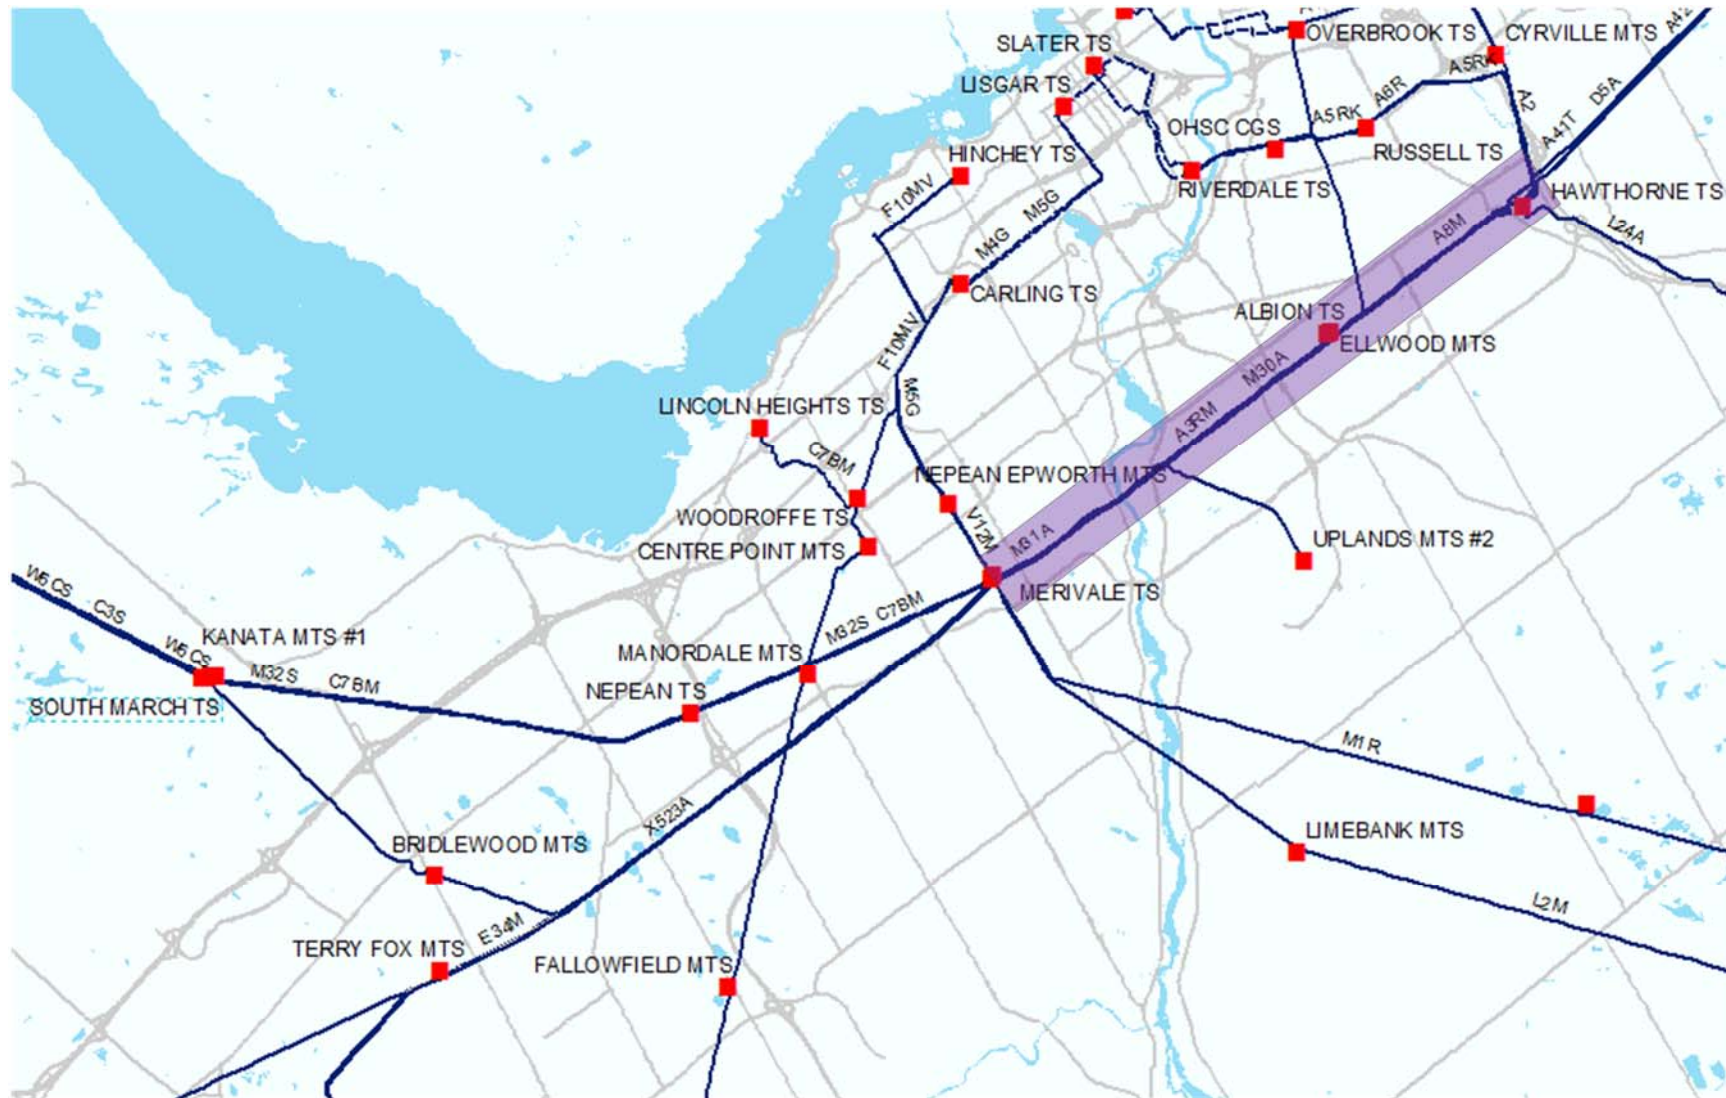 OVERBROOK TS
CYRVILLE MTS
A42
SLATER TS
LISGAR TS
A5RK
A6R
A2
D5A
A5RK
A41T
OHSC CGS
RUSSELL TS
HINCHEY TS
RIVERDALE TS
HAWTHORNE TS
F10MV
M5G
M4G
A8M
L24A
CARLING TS
ALBION TS
ELLWOOD MTS
F10MV
M30A
M5G
LINCOLN HEIGHTS TS
A3RM
C7BM
NEPEAN EPWORTH MTS
WOODROFFE TS
V12M
CENTRE POINT MTS
M31A
UPLANDS MTS #2
MERIVALE TS
W6CS
C3S
KANATA MTS #1
W6CS
M32S
C7BM
M32S
C7BM
MANORDALE MTS
NEPEAN TS
SOUTH MARCH TS
M1R
X523A
BRIDLEWOOD MTS
LIMEBANK MTS
L2M
E34M
TERRY FOX MTS
FALLOWFIELD MTS